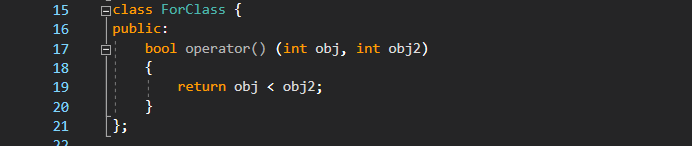 15 class ForClass {
16 public:
17     bool operator() (int obj, int obj2)
18     {
19         return obj < obj2;
20     }
21 };
22